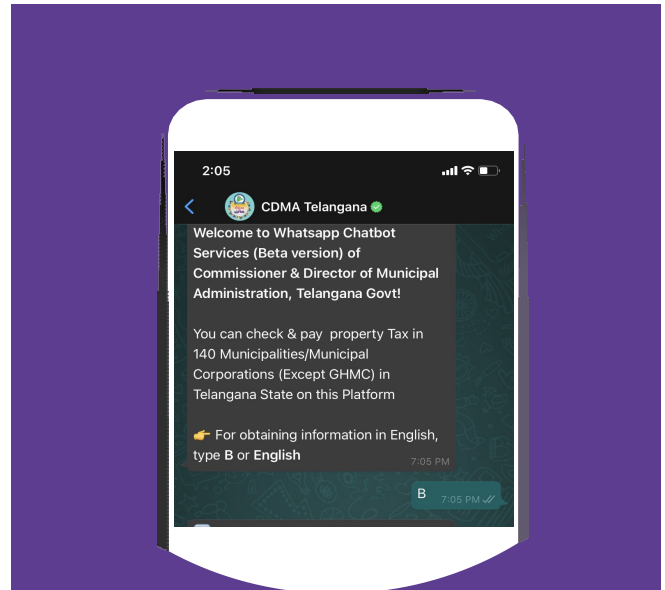 2:05
CDMA Telangana
Welcome to Whatsapp Chatbot
Services (Beta version) of
Commissioner & Director of Municipal
Administration, Telangana Govt!
You can check & pay  property Tax in
140 Municipalities/Municipal
Corporations (Except GHMC) in
Telangana State on this Platform
👉 For obtaining information in English,
type B or English
7:05 PM
B
7:05 PM